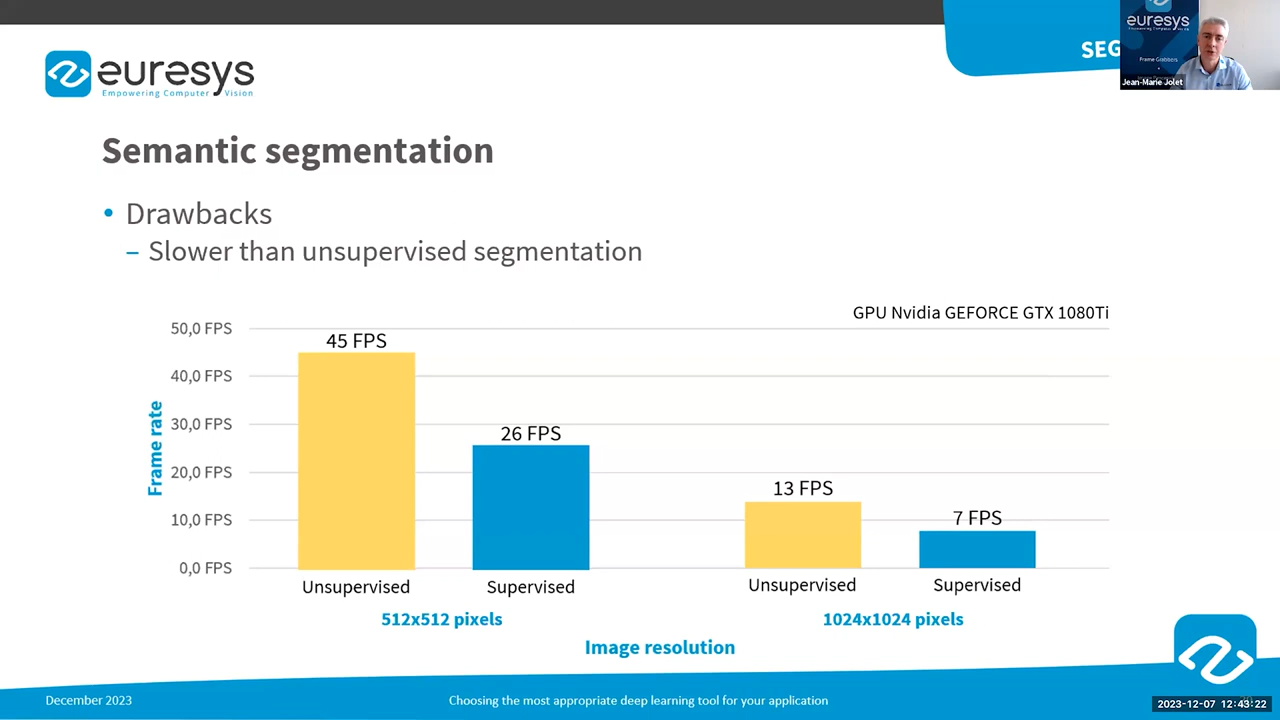 euresys
Empowering Computer Vision
SEG
euresys
Frame Grabbers
Jean-Marie Jolet
Semantic segmentation
• Drawbacks
– Slower than unsupervised segmentation
GPU Nvidia GEFORCE GTX 1080Ti
50,0 FPS
40,0 FPS
30,0 FPS
20,0 FPS
10,0 FPS
0,0 FPS
Frame rate
45 FPS
26 FPS
13 FPS
7 FPS
Unsupervised
Supervised
Unsupervised
Supervised
512x512 pixels
1024x1024 pixels
Image resolution
December 2023
Choosing the most appropriate deep learning tool for your application
2023-12-07 12:43:22